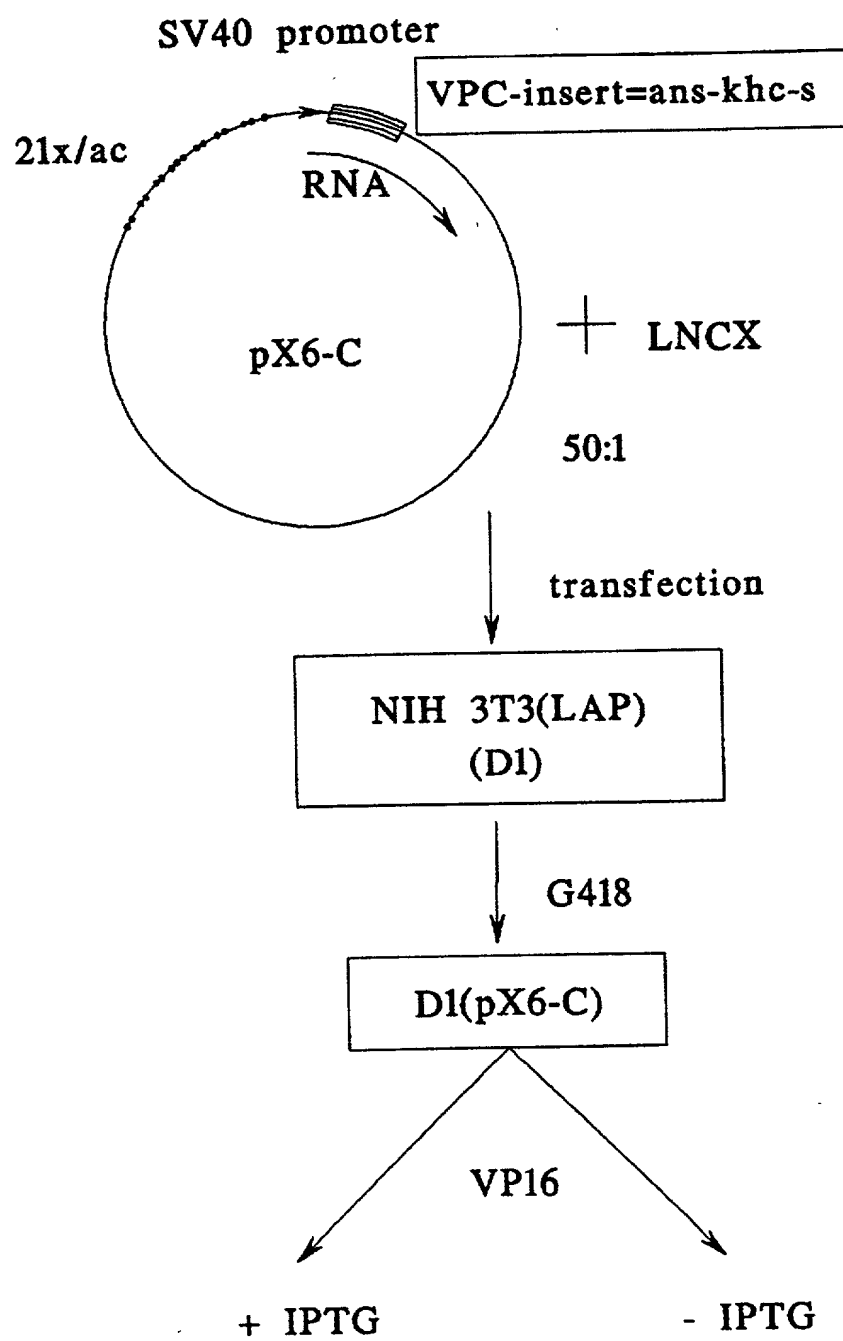 SV40 promoter
VPC-insert=ans-khc-s
21x/ac
RNA
pX6-C
LNCX
50:1
transfection
NIH 3T3(LAP)
(D1)
G418
D1(pX6-C)
VP16
+ IPTG
- IPTG